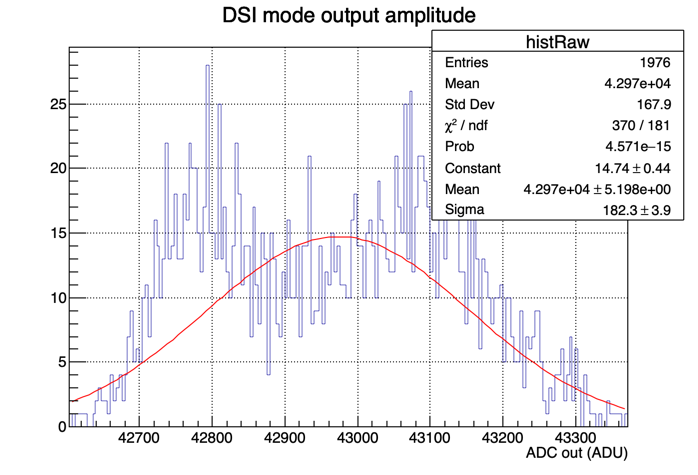 DSI mode output amplitude
histRaw
Entries 1976
Mean 4.297e+04
Std Dev 167.9
χ² / ndf 370 / 181
Prob 4.571e−15
Constant 14.74 ± 0.44
Mean 4.297e+04 ± 5.198e+00
Sigma 182.3 ± 3.9
25
20
15
10
5
0
42700 42800 42900 43000 43100 43200 43300
ADC out (ADU)